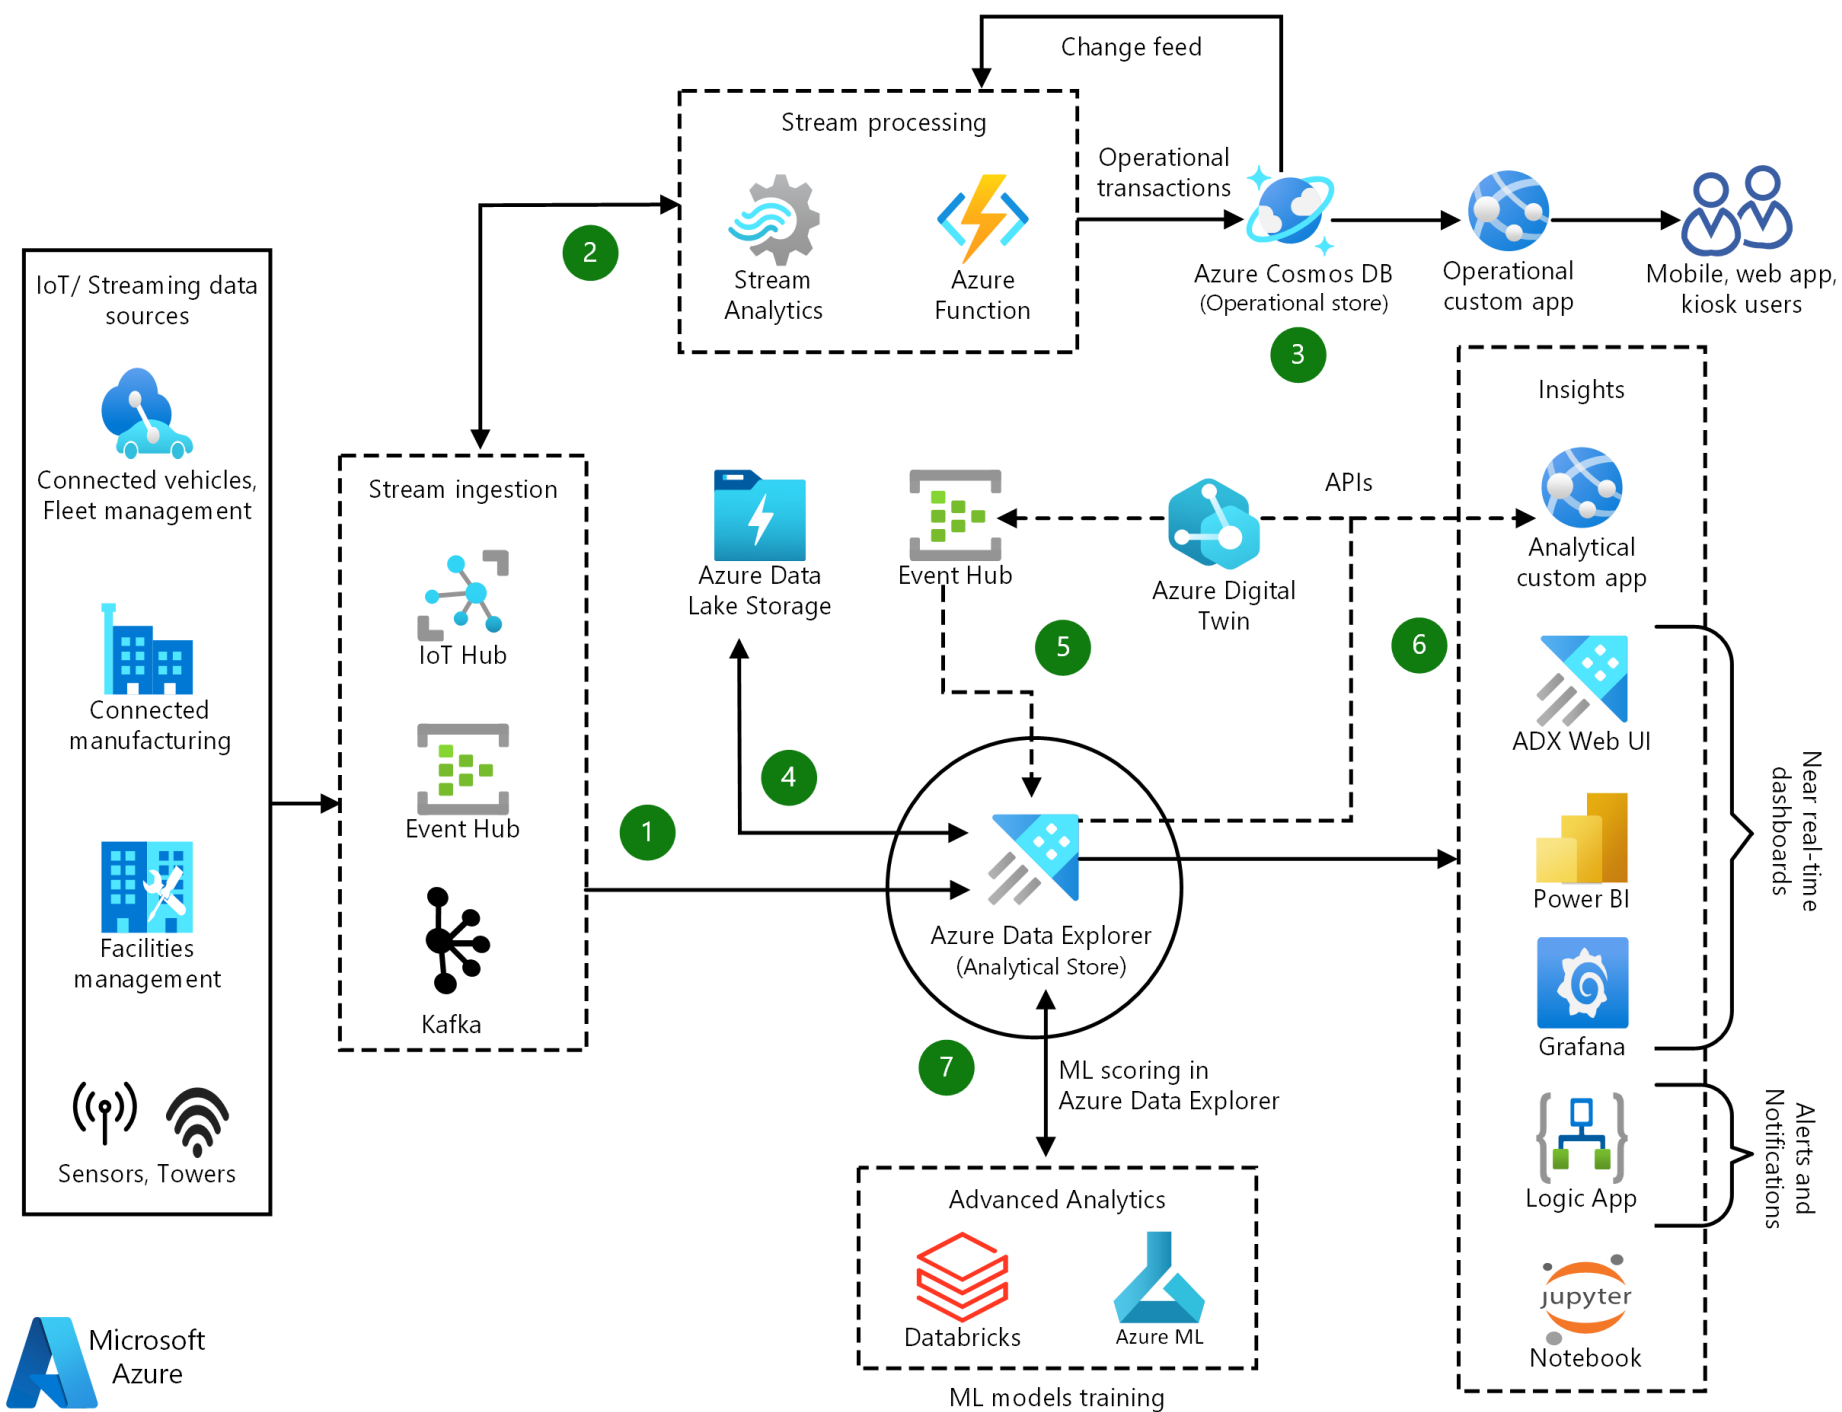 Change feed
Stream processing
Operational
transactions
2
Stream
Analytics
Azure
Function
Azure Cosmos DB
(Operational store)
3
Operational
custom app
Mobile, web app,
kiosk users
IoT/ Streaming data
sources
Connected vehicles,
Fleet management
Connected
manufacturing
Facilities
management
Sensors, Towers
Stream ingestion
IoT Hub
Event Hub
Kafka
1
Azure Data
Lake Storage
4
Event Hub
5
Azure Digital
Twin
APIs
6
Azure Data Explorer
(Analytical Store)
7
ML scoring in
Azure Data Explorer
Advanced Analytics
Databricks
Azure ML
ML models training
Insights
Analytical
custom app
ADX Web UI
Power BI
Grafana
Near real-time
dashboards
Logic App
Alerts and
Notifications
jupyter
Notebook
Microsoft
Azure